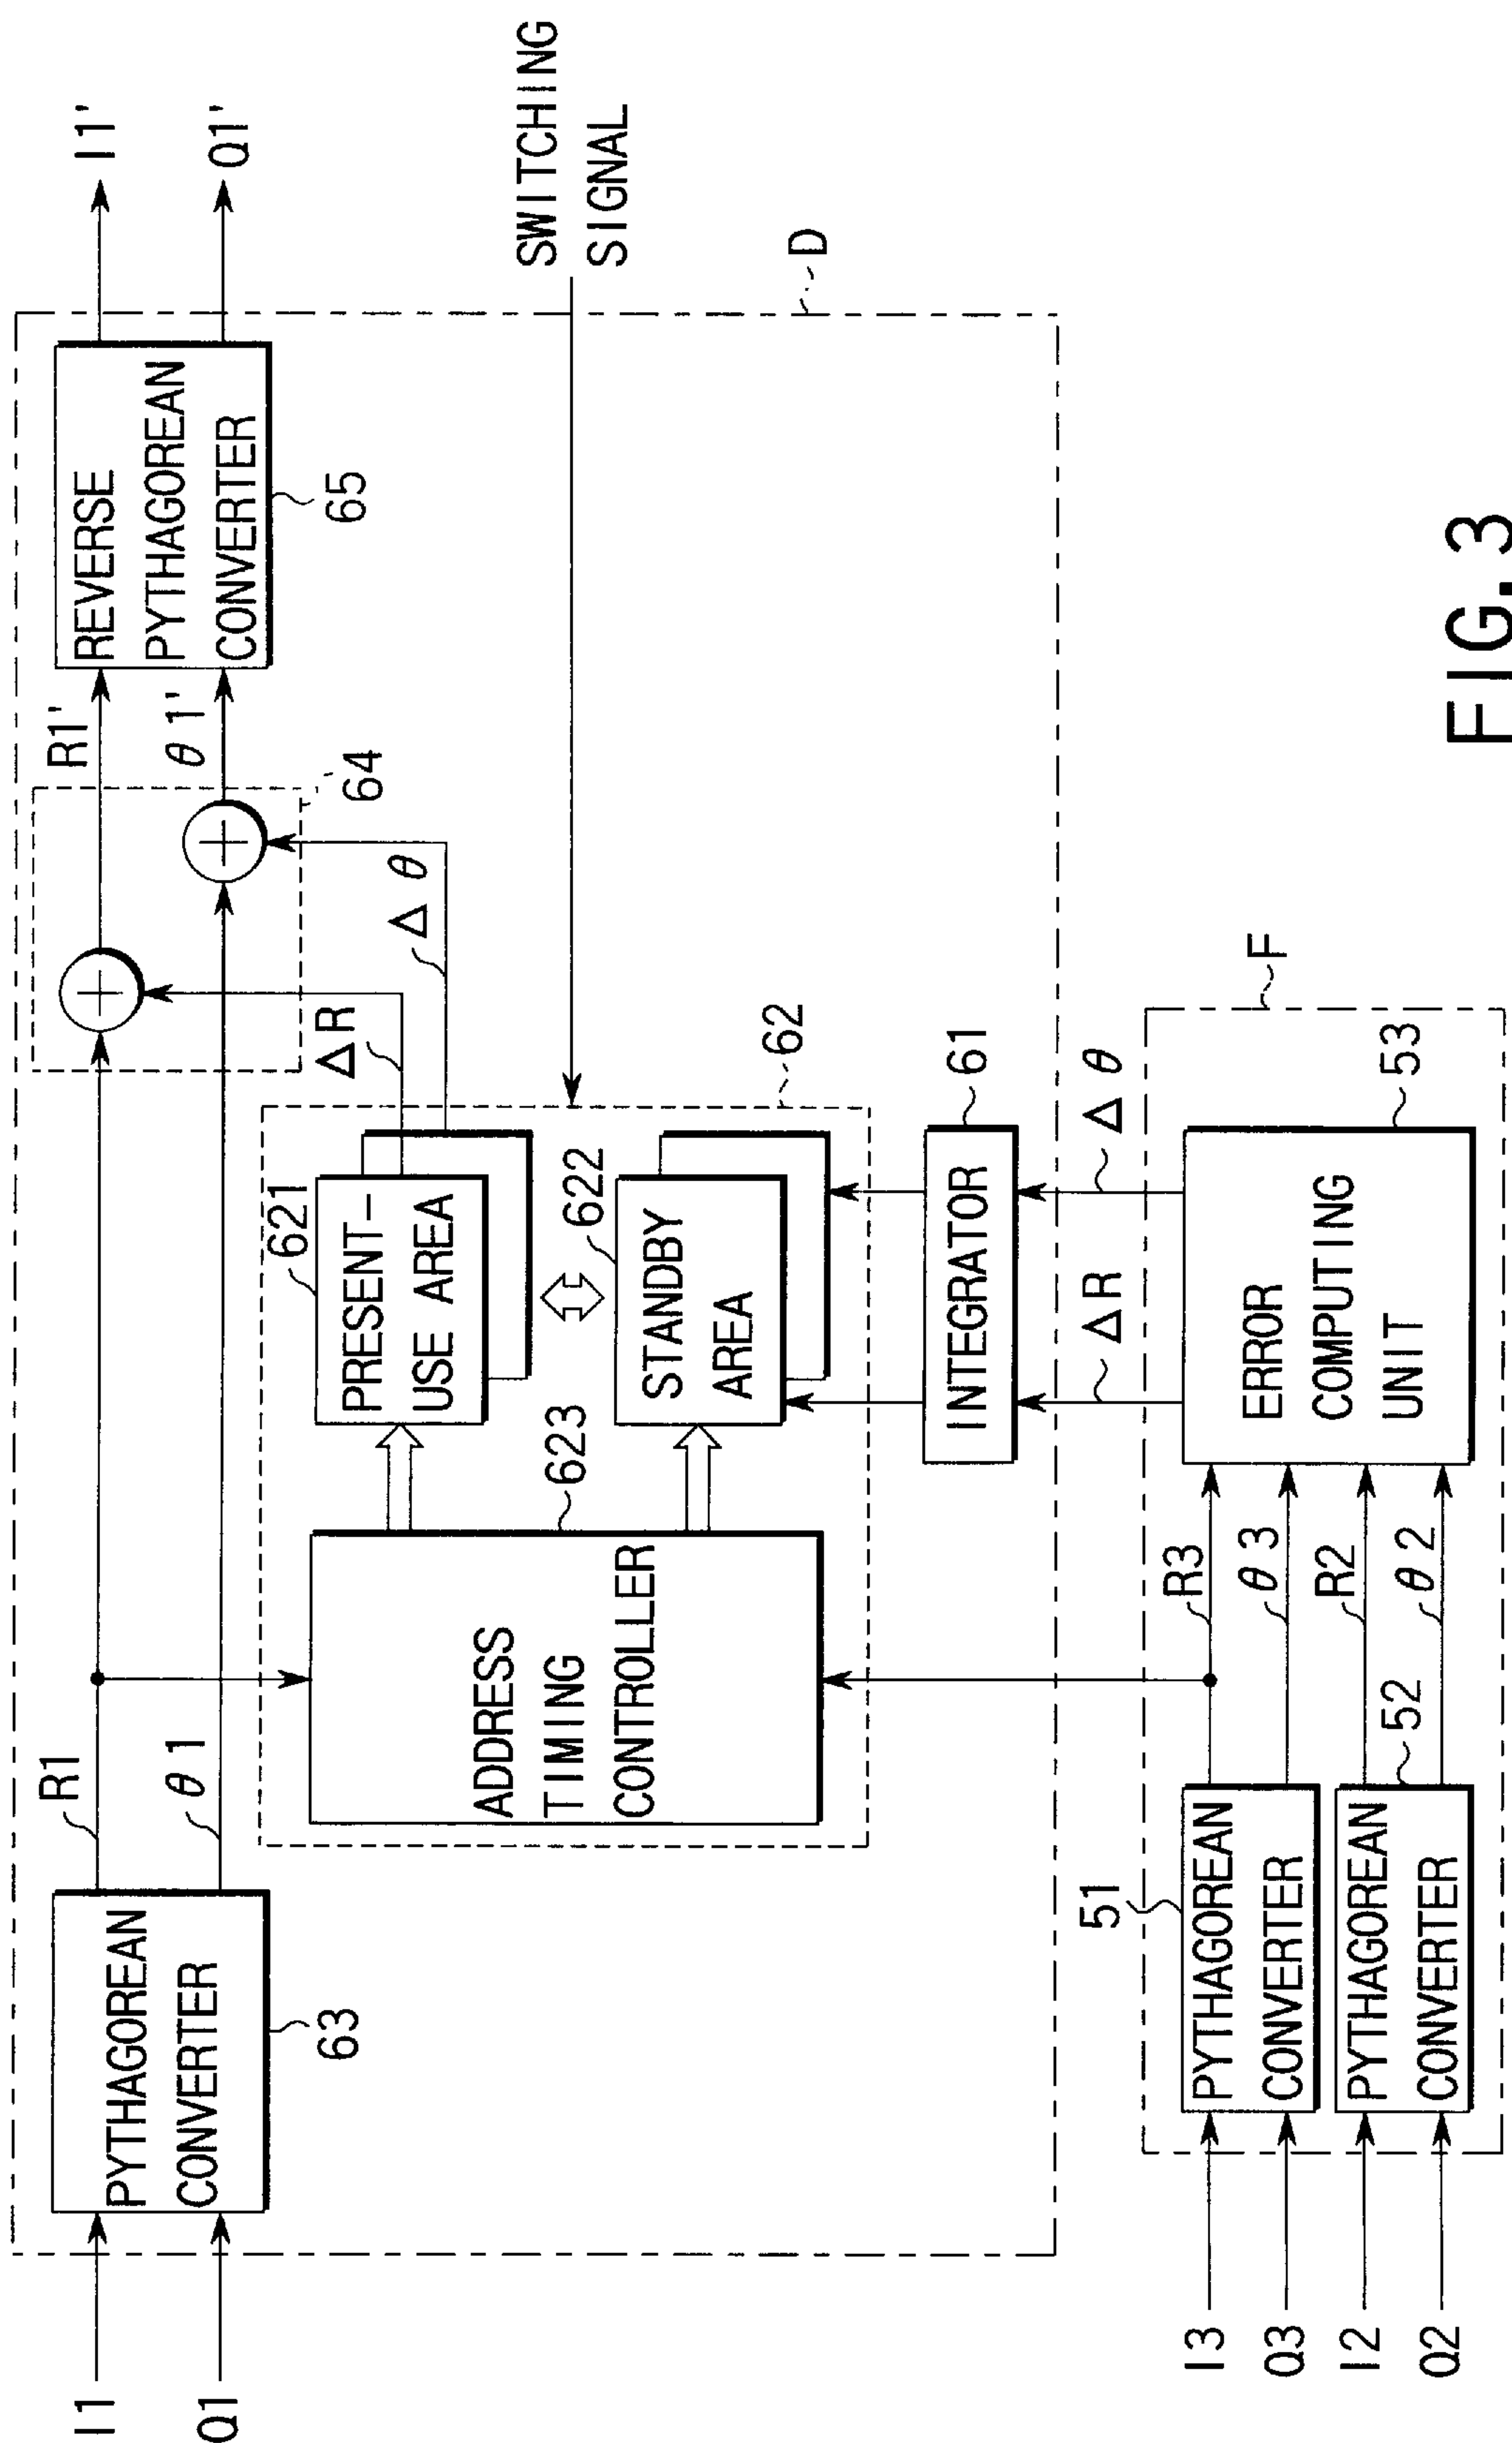 I1
Q1
PYTHAGOREAN
CONVERTER
63
R1
θ1
R1'
θ1'
64
REVERSE
PYTHAGOREAN
CONVERTER
65
I1'
Q1'
ΔR
Δθ
SWITCHING
SIGNAL
D
ADDRESS
TIMING
CONTROLLER
623
621
PRESENT-
USE AREA
622
STANDBY
AREA
62
INTEGRATOR
61
ΔR
Δθ
F
I3
Q3
I2
Q2
51
PYTHAGOREAN
CONVERTER
PYTHAGOREAN
CONVERTER
52
R3
θ3
R2
θ2
ERROR
COMPUTING
UNIT
53
FIG.3